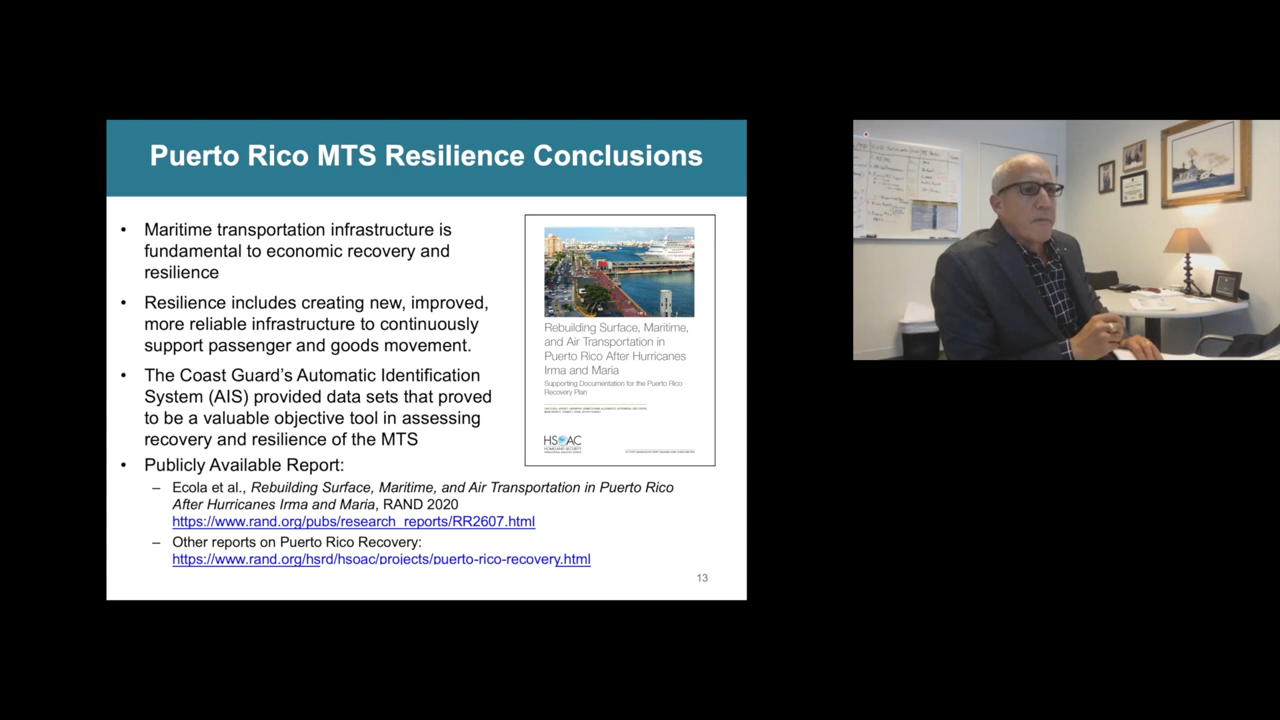 Puerto Rico MTS Resilience Conclusions
• Maritime transportation infrastructure is
fundamental to economic recovery and
resilience
• Resilience includes creating new, improved,
more reliable infrastructure to continuously
support passenger and goods movement.
• The Coast Guard's Automatic Identification
System (AIS) provided data sets that proved
to be a valuable objective tool in assessing
recovery and resilience of the MTS
• Publicly Available Report:
– Ecola et al., Rebuilding Surface, Maritime, and Air Transportation in Puerto Rico
After Hurricanes Irma and Maria, RAND 2020
https://www.rand.org/pubs/research_reports/RR2607.html
– Other reports on Puerto Rico Recovery:
https://www.rand.org/hsrd/hsoac/projects/puerto-rico-recovery.html
Rebuilding Surface, Maritime,
and Air Transportation in
Puerto Rico After Hurricanes
Irma and Maria
Supporting Documentation for the Puerto Rico
Recovery Plan
HSOAC
HOMELAND SECURITY
13